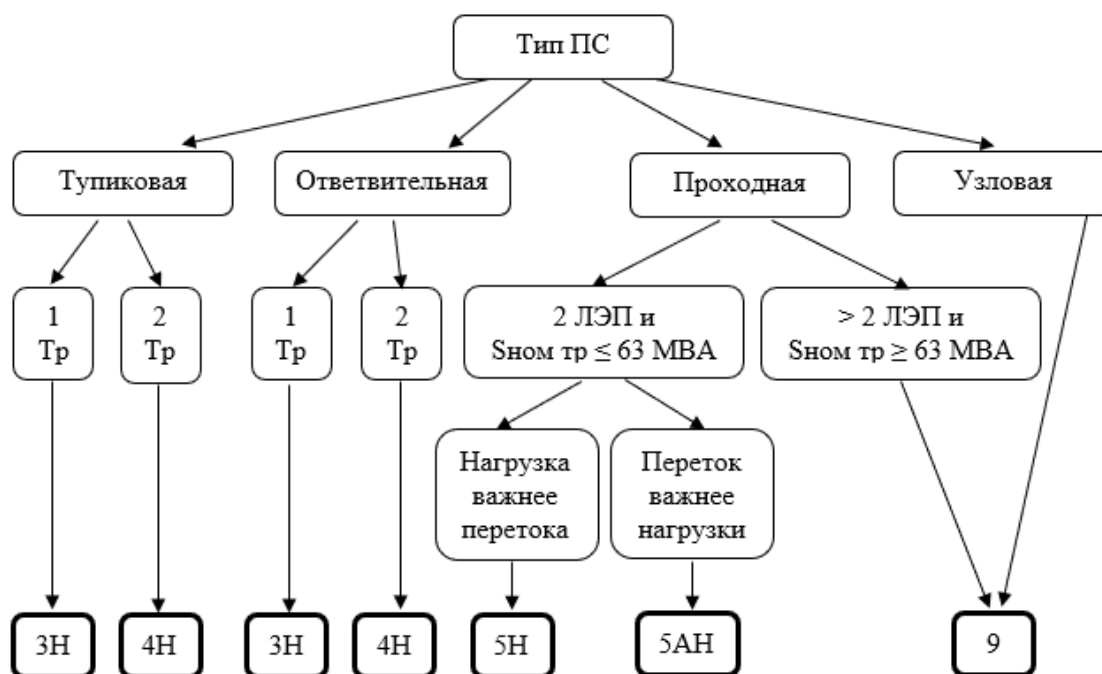 Тип ПС
Тупиковая
Ответвительная
Проходная
Узловая
1
Тр
2
Тр
1
Тр
2
Тр
2 ЛЭП и
Sном тр ≤ 63 МВА
> 2 ЛЭП и
Sном тр ≥ 63 МВА
Нагрузка
важнее
перетока
Переток
важнее
нагрузки
3Н
4Н
3Н
4Н
5Н
5АН
9